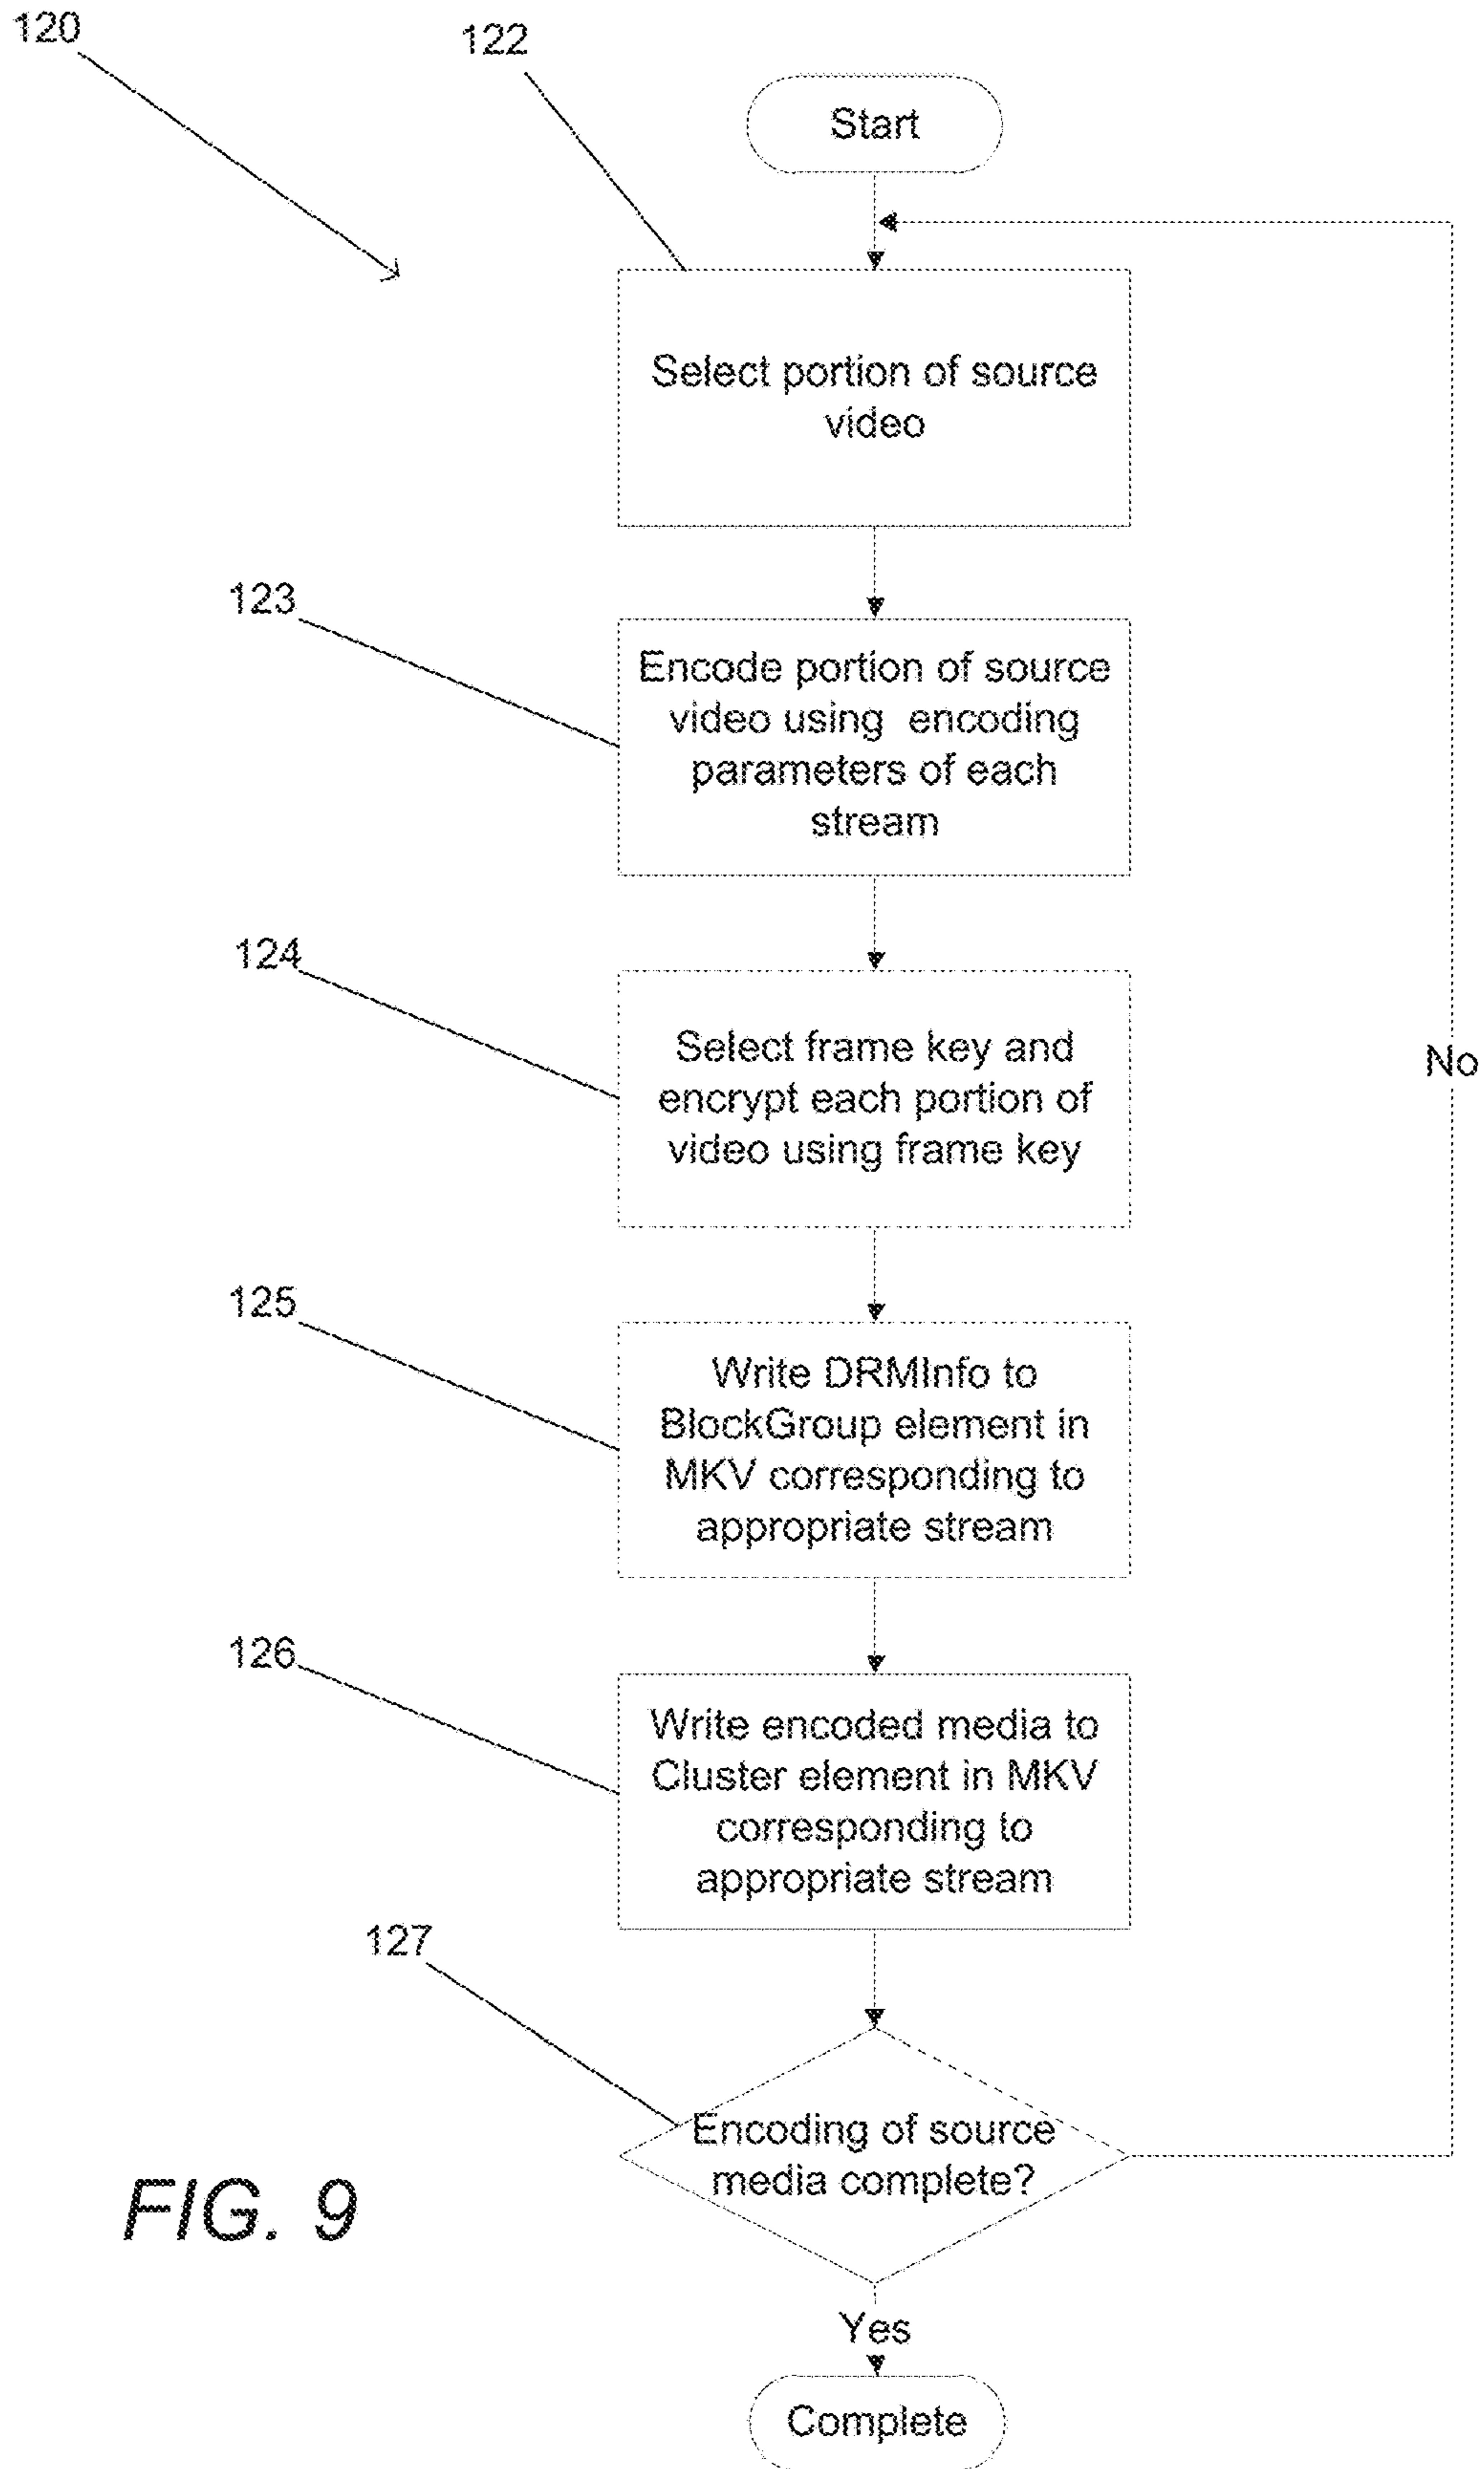 120
122
Start
Select portion of source
video
123
Encode portion of source
video using encoding
parameters of each
stream
124
Select frame key and
encrypt each portion of
video using frame key
No
125
Write DRMInfo to
BlockGroup element in
MKV corresponding to
appropriate stream
126
Write encoded media to
Cluster element in MKV
corresponding to
appropriate stream
127
Encoding of source
media complete?
FIG. 9
Yes
Complete